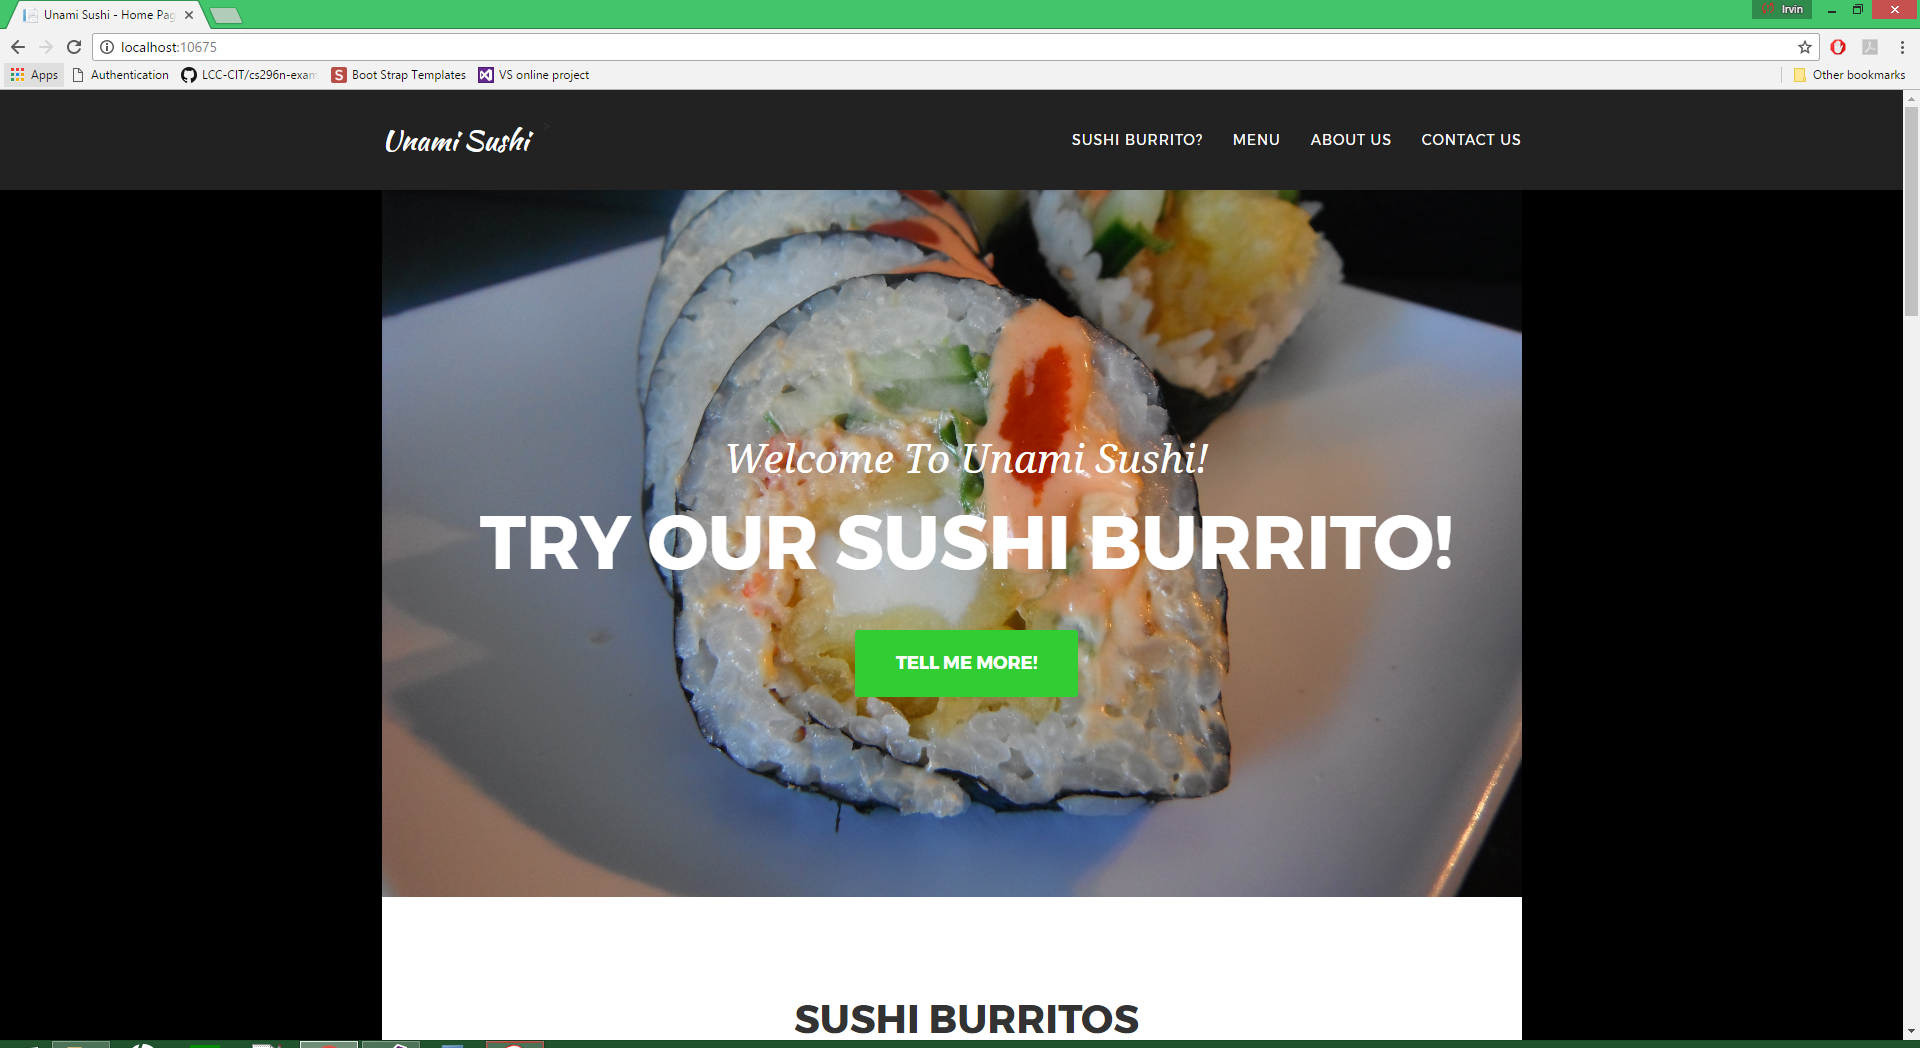 Unami Sushi - Home Pag
Irvin
localhost:10675
Apps
Authentication
LCC-CIT/cs296n-exam
Boot Strap Templates
VS online project
Other bookmarks
Unami Sushi >
SUSHI BURRITO?
MENU
ABOUT US
CONTACT US
Welcome To Unami Sushi!
TRY OUR SUSHI BURRITO!
TELL ME MORE!
SUSHI BURRITOS